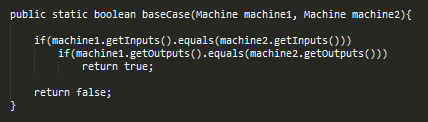 public static boolean baseCase(Machine machine1, Machine machine2){
if(machine1.getInputs().equals(machine2.getInputs()))
if(machine1.getOutputs().equals(machine2.getOutputs()))
return true;
return false;
}